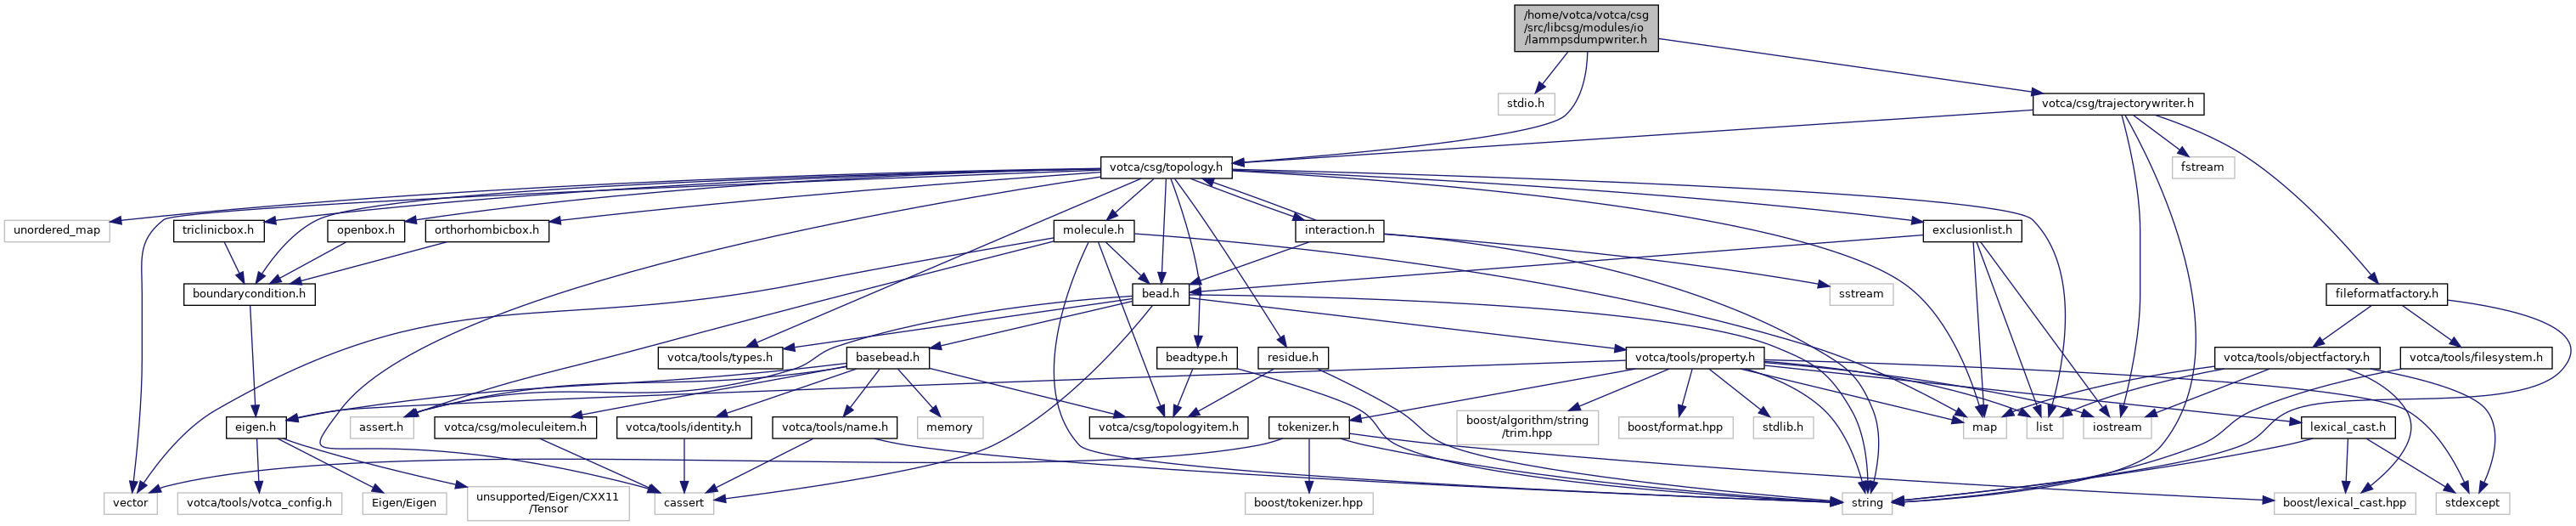 /home/votca/votca/csg
/src/libcsg/modules/io
/lammpsdumpwriter.h
stdio.h
votca/csg/trajectorywriter.h
votca/csg/topology.h
fstream
unordered_map
triclinicbox.h
openbox.h
orthorhombicbox.h
molecule.h
interaction.h
exclusionlist.h
boundarycondition.h
bead.h
sstream
fileformatfactory.h
votca/tools/types.h
basebead.h
beadtype.h
residue.h
votca/tools/property.h
votca/tools/objectfactory.h
votca/tools/filesystem.h
eigen.h
assert.h
votca/csg/moleculeitem.h
votca/tools/identity.h
votca/tools/name.h
memory
votca/csg/topologyitem.h
tokenizer.h
boost/algorithm/string
/trim.hpp
boost/format.hpp
stdlib.h
map
list
iostream
lexical_cast.h
vector
votca/tools/votca_config.h
Eigen/Eigen
unsupported/Eigen/CXX11
/Tensor
cassert
boost/tokenizer.hpp
string
boost/lexical_cast.hpp
stdexcept